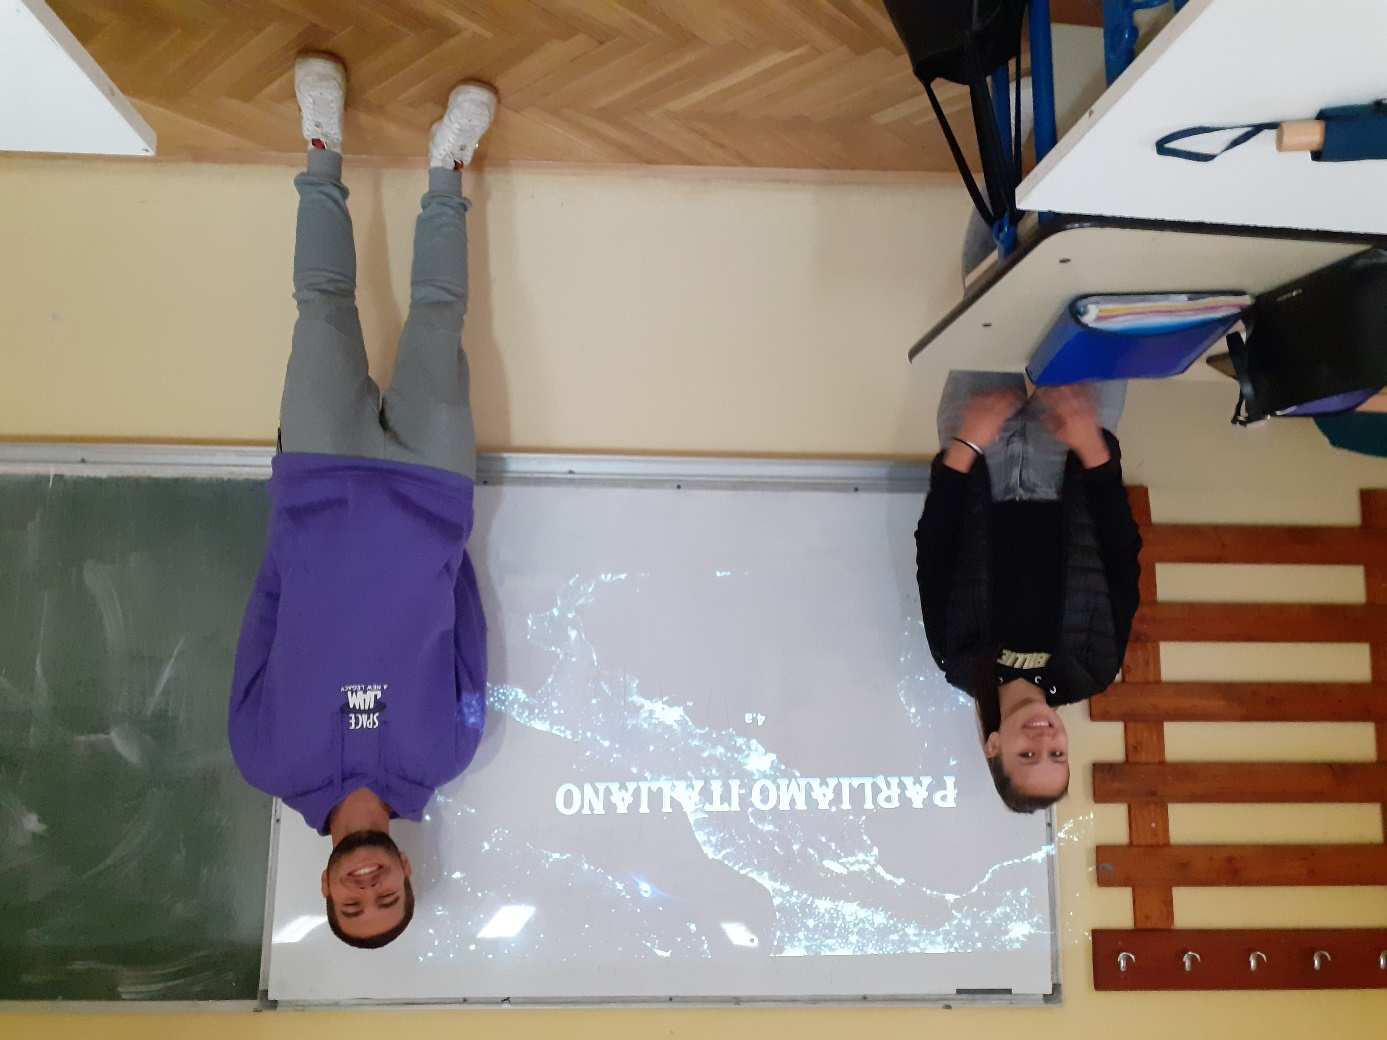 PARLIAMO ITALIANO
4.a
BILLIE
SPACE
JAM
A NEW LEGACY